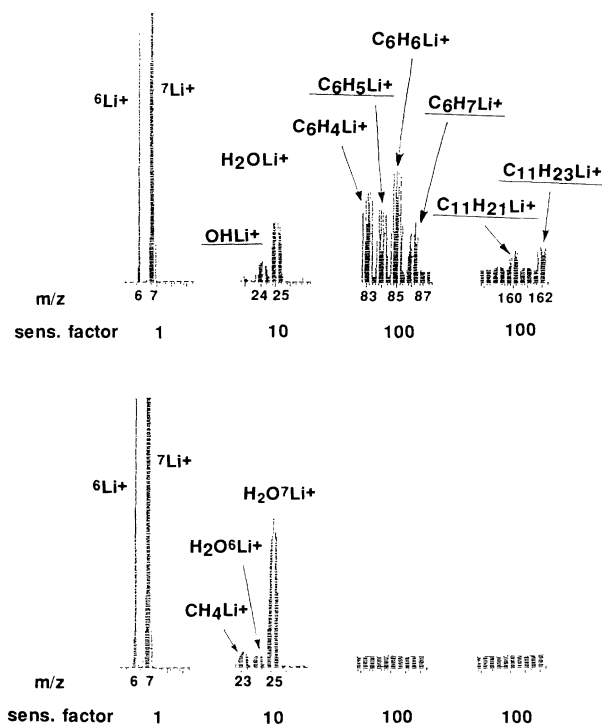 C6H6Li+
6Li+
7Li+
C6H5Li+
C6H7Li+
C6H4Li+
H2OLi+
C11H23Li+
C11H21Li+
OHLi+
m/z 6 7 24 25 83 85 87 160 162
sens. factor 1 10 100 100
6Li+
7Li+
H2O7Li+
H2O6Li+
CH4Li+
m/z 6 7 23 25
sens. factor 1 10 100 100